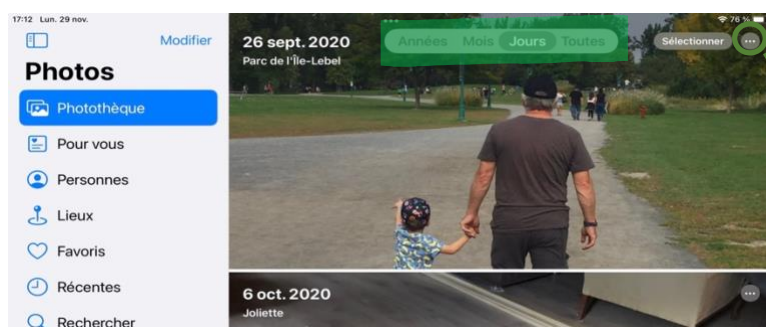 17:12 Lun. 29 nov.
76 %
Modifier
Photos
Photothèque
Pour vous
Personnes
Lieux
Favoris
Récentes
Rechercher
26 sept. 2020
Parc de l'Île-Lebel
Années Mois Jours Toutes
Sélectionner
6 oct. 2020
Joliette